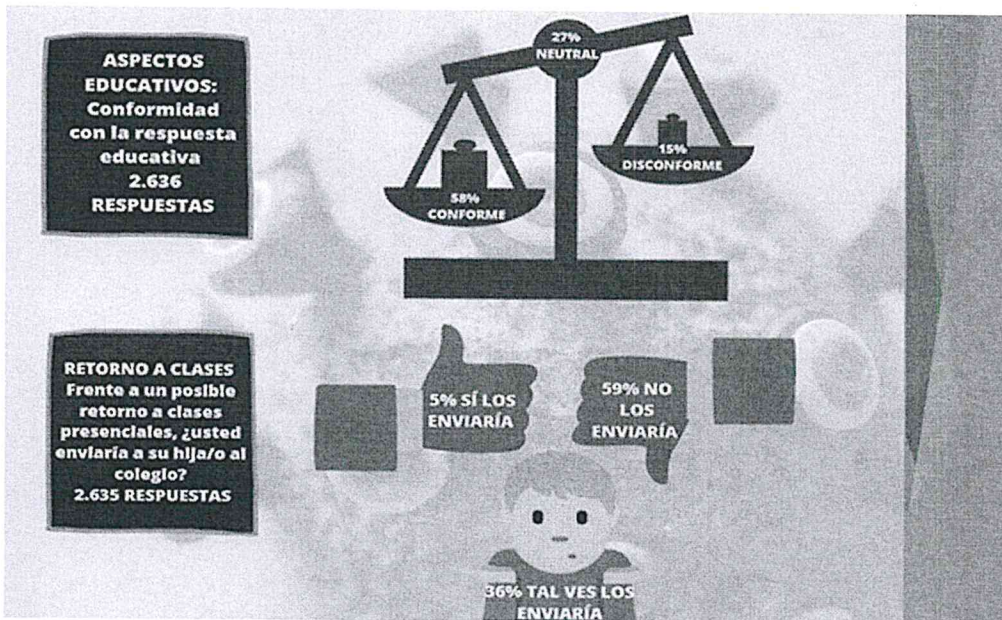 ASPECTOS
EDUCATIVOS:
Conformidad
con la respuesta
educativa
2.636
RESPUESTAS
27%
NEUTRAL
58%
CONFORME
15%
DISCONFORME
RETORNO A CLASES
Frente a un posible
retorno a clases
presenciales, ¿usted
enviaría a su hija/o al
colegio?
2.635 RESPUESTAS
5% SÍ LOS
ENVIARÍA
59% NO
LOS
ENVIARÍA
36% TAL VES LOS
ENVIARÍA